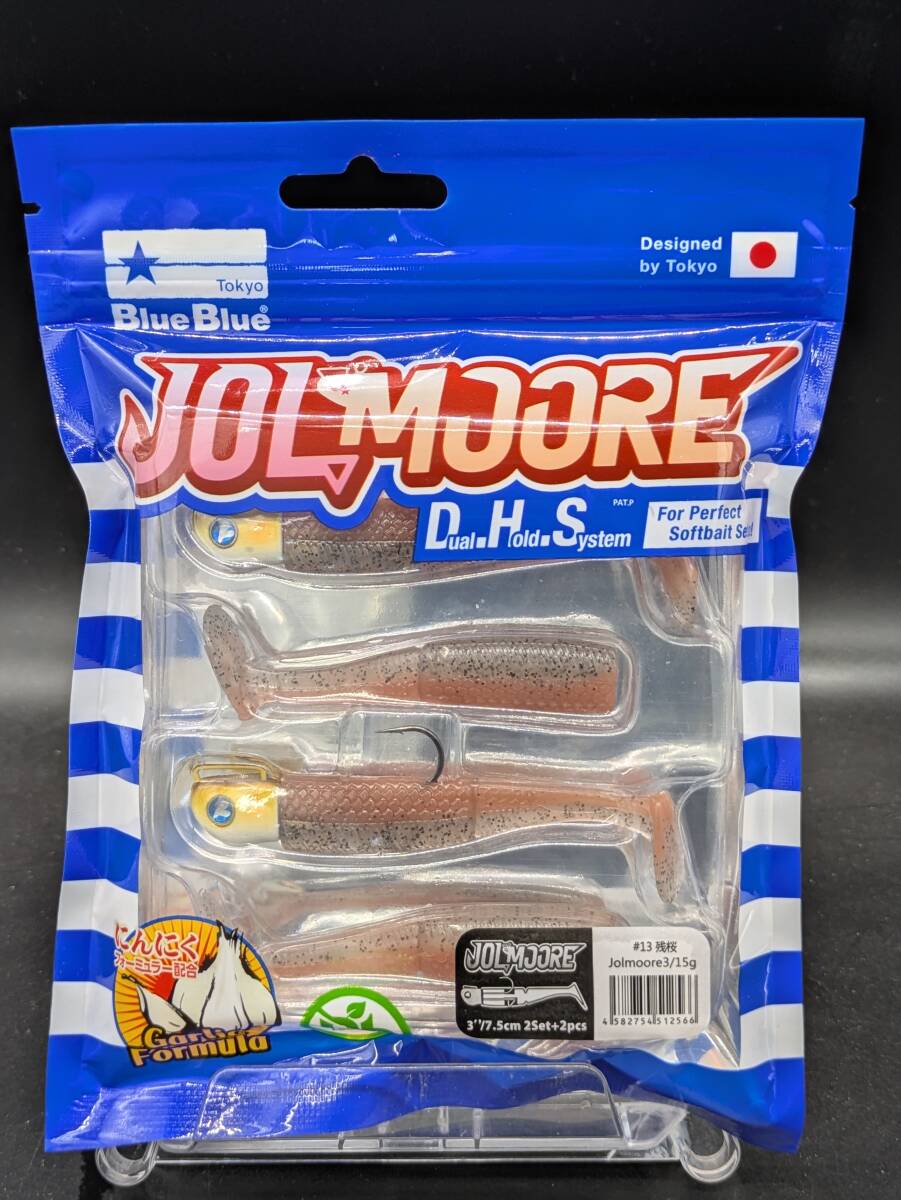 Tokyo
BlueBlue®
Designed
by Tokyo
JOLMOORE
Dual.Hold.System
PAT.P
For Perfect
Softbait
にんにく
フォーミュラー配合
Garlic
Formula
JOLMOORE
3"/7.5cm 2Set+2pcs
#13 残桜
Jolmoore3/15g
4582754512566